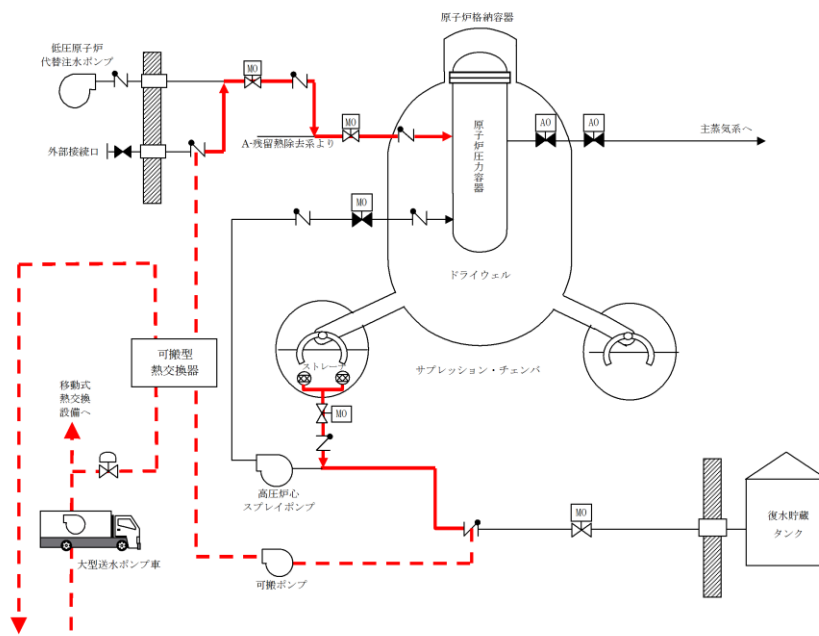 原子炉格納容器
低圧原子炉
代替注水ポンプ
MO
MO
AO
AO
原子炉圧力容器
A-残留熱除去系より
主蒸気系へ
外部接続口
MO
ドライウェル
可搬型
熱交換器
ストレーナ
サプレッション・チェンバ
移動式
熱交換
設備へ
MO
高圧炉心
スプレイポンプ
MO
復水貯蔵
タンク
大型送水ポンプ車
可搬ポンプ